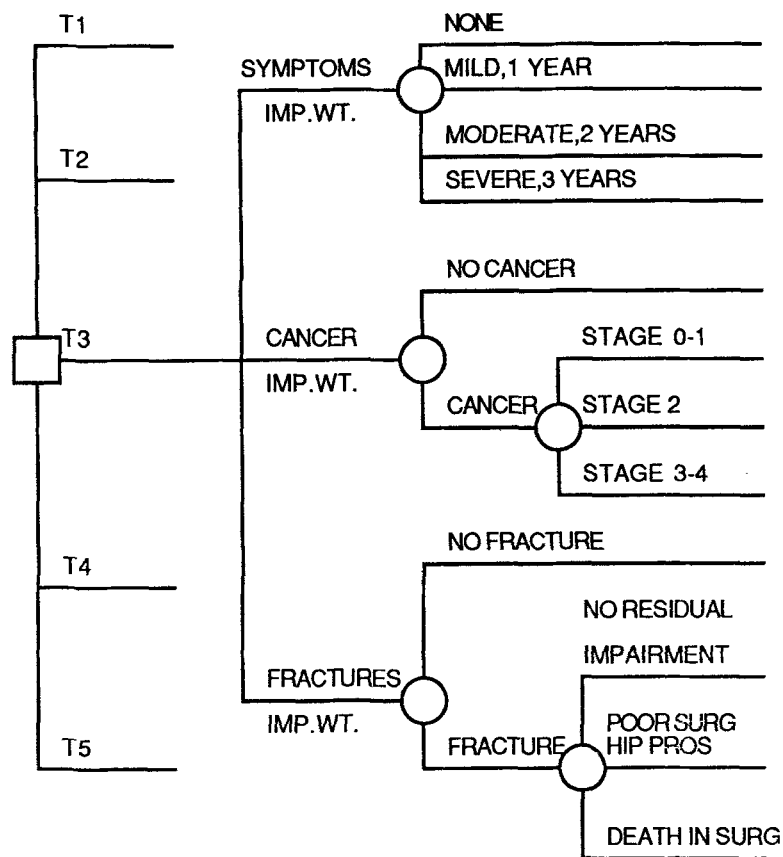 T1
T2
T3
T4
T5
SYMPTOMS
IMP.WT.
NONE
MILD,1 YEAR
MODERATE,2 YEARS
SEVERE,3 YEARS
CANCER
IMP.WT.
NO CANCER
CANCER
STAGE 0-1
STAGE 2
STAGE 3-4
FRACTURES
IMP.WT.
NO FRACTURE
FRACTURE
NO RESIDUAL
IMPAIRMENT
POOR SURG
HIP PROS
DEATH IN SURG